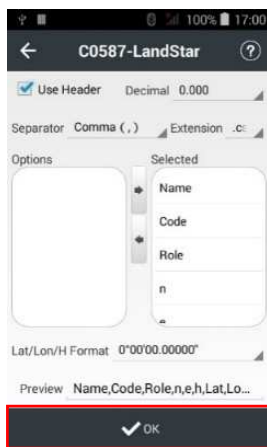 100% 17:00
C0587-LandStar ?
Use Header Decimal 0.000
Separator Comma (,) Extension
Options Selected
Name
Code
Role
n
e
Lat/Lon/H Format 0°00'00.00000"
Preview Name,Code,Role,n,e,h,Lat,Lo...
OK